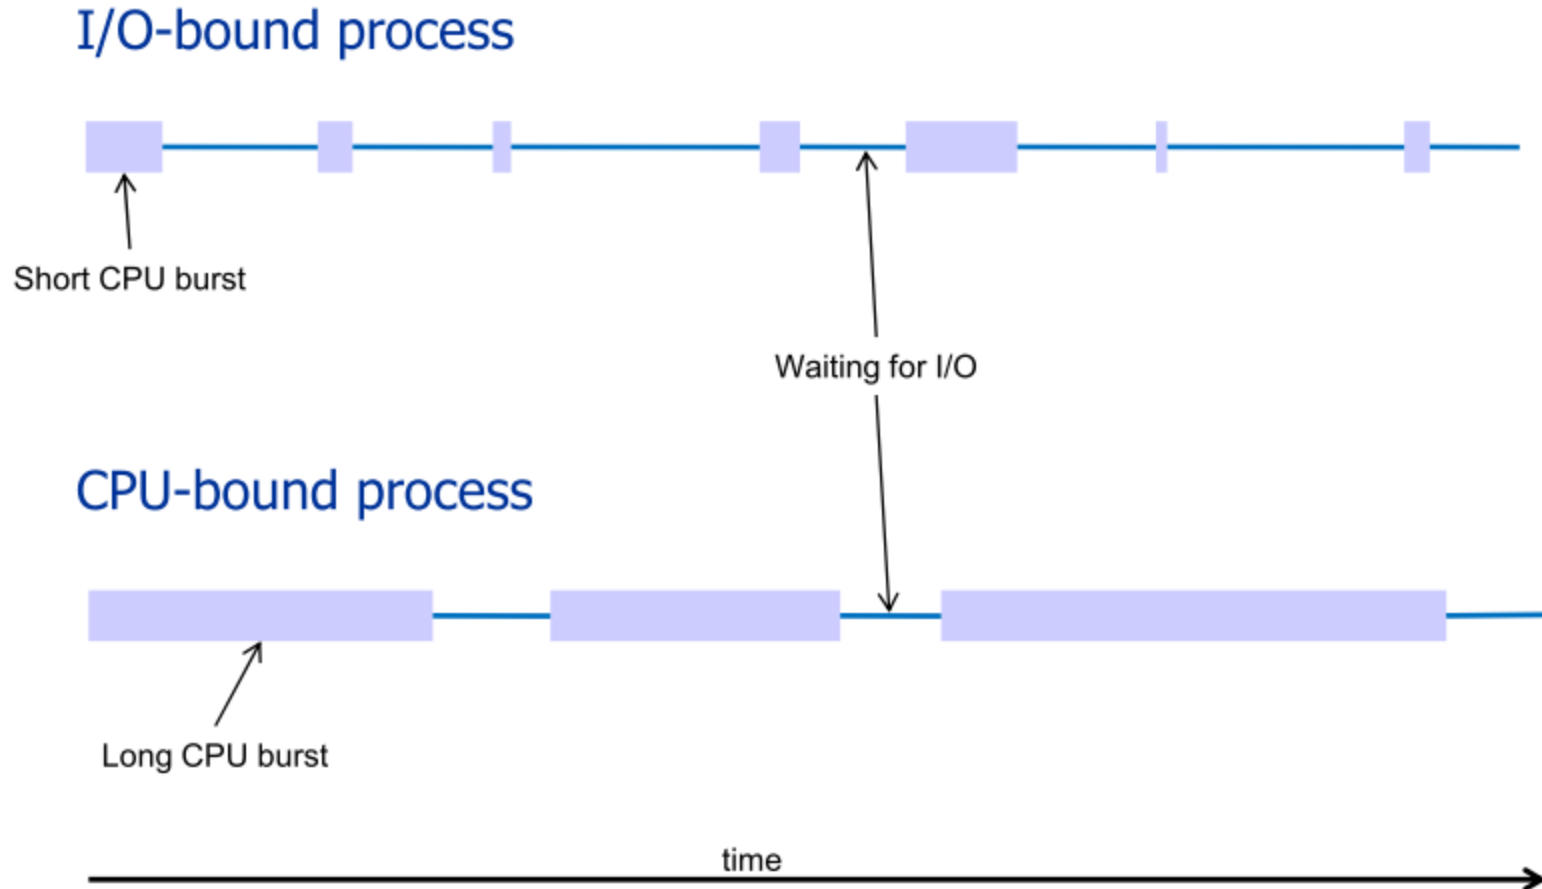 I/O-bound process
Short CPU burst
Waiting for I/O
CPU-bound process
Long CPU burst
time